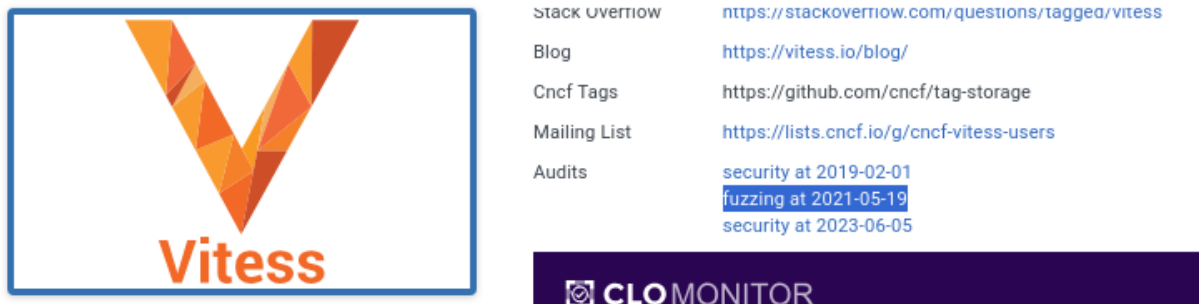 Vitess
Stack Overflow https://stackoverflow.com/questions/tagged/vitess
Blog https://vitess.io/blog/
Cncf Tags https://github.com/cncf/tag-storage
Mailing List https://lists.cncf.io/g/cncf-vitess-users
Audits security at 2019-02-01
fuzzing at 2021-05-19
security at 2023-06-05
CLOMONITOR